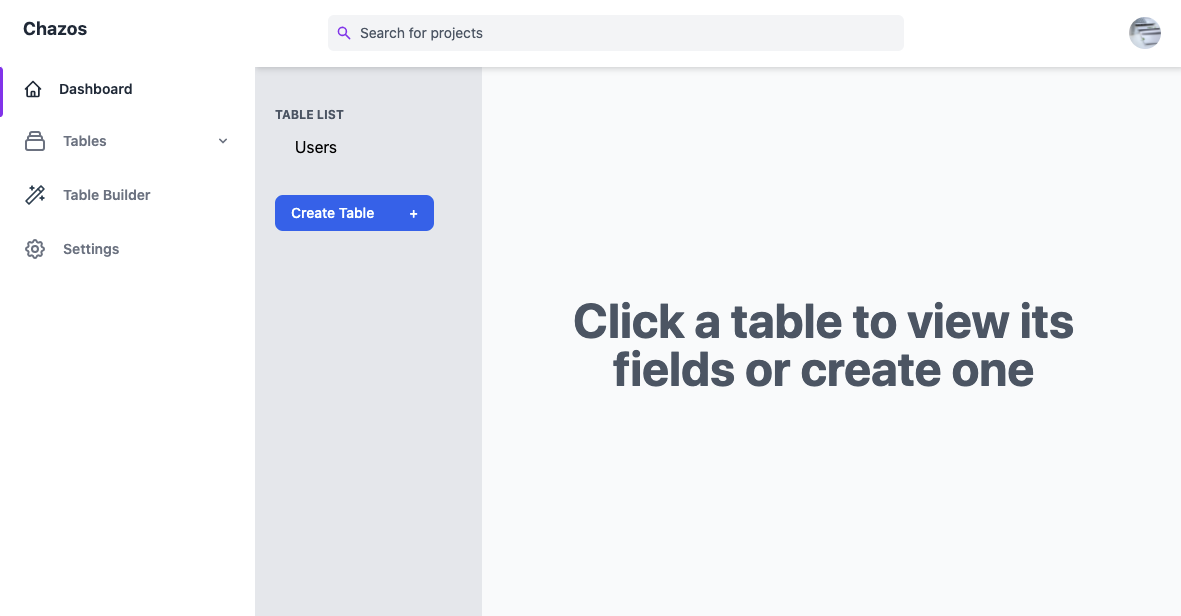 Chazos
Search for projects
Dashboard
Tables
Table Builder
Settings
TABLE LIST
Users
Create Table +
Click a table to view its
fields or create one